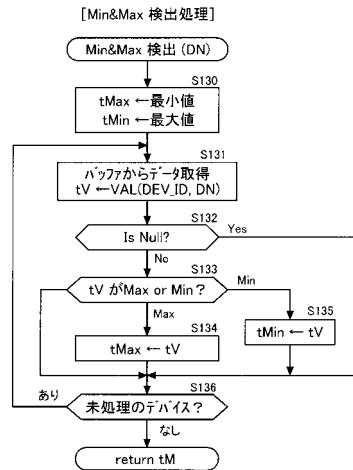 [Min&Max 検出処理]
Min&Max 検出 (DN)
S130
tMax ←最小値
tMin ←最大値
S131
バッファからデータ取得
tV ←VAL(DEV_ID, DN)
S132
Is Null?
Yes
No
S133
tV がMax or Min?
Min
Max
S134
S135
tMax ← tV
tMin ← tV
S136
あり
未処理のデバイス?
なし
return tM